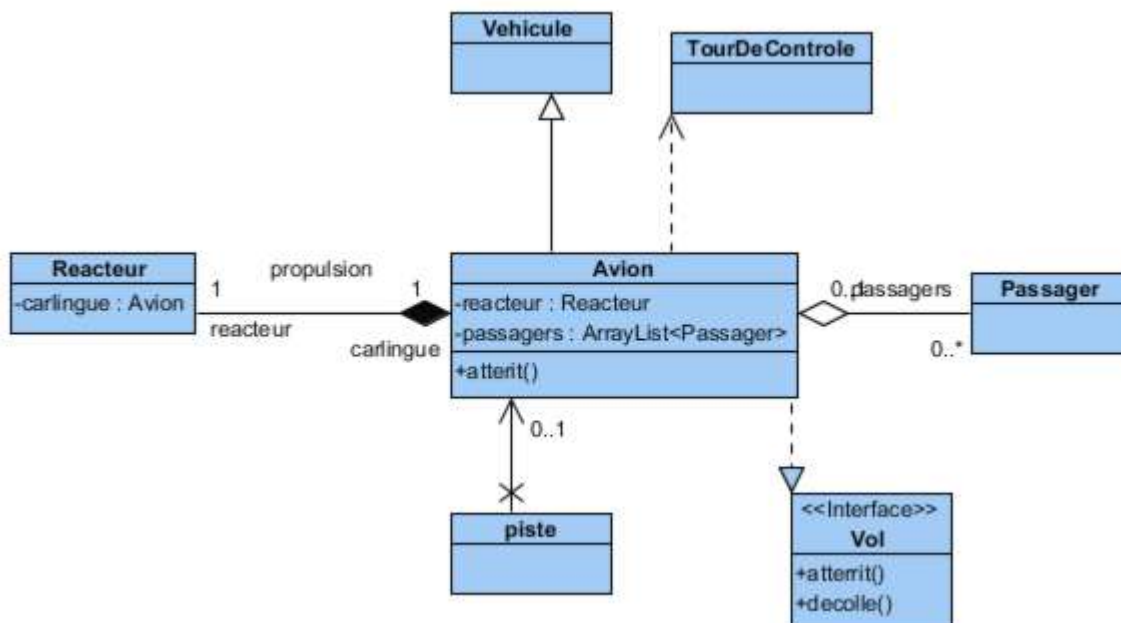 Vehicule
TourDeControle
Reacteur
-carlingue : Avion
propulsion
1
reacteur
1
carlingue
Avion
-reacteur : Reacteur
-passagers : ArrayList<Passager>
+atterit()
passagers
0..*
Passager
0..1
piste
<<Interface>>
Vol
+atterrit()
+decolle()